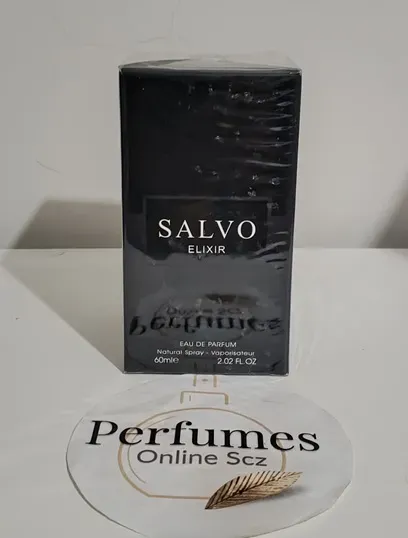 SALVO
ELIXIR
EAU DE PARFUM
Natural Spray - Vaporisateur
60ml℮ 2.02 FL.OZ
Perfumes
Online Scz